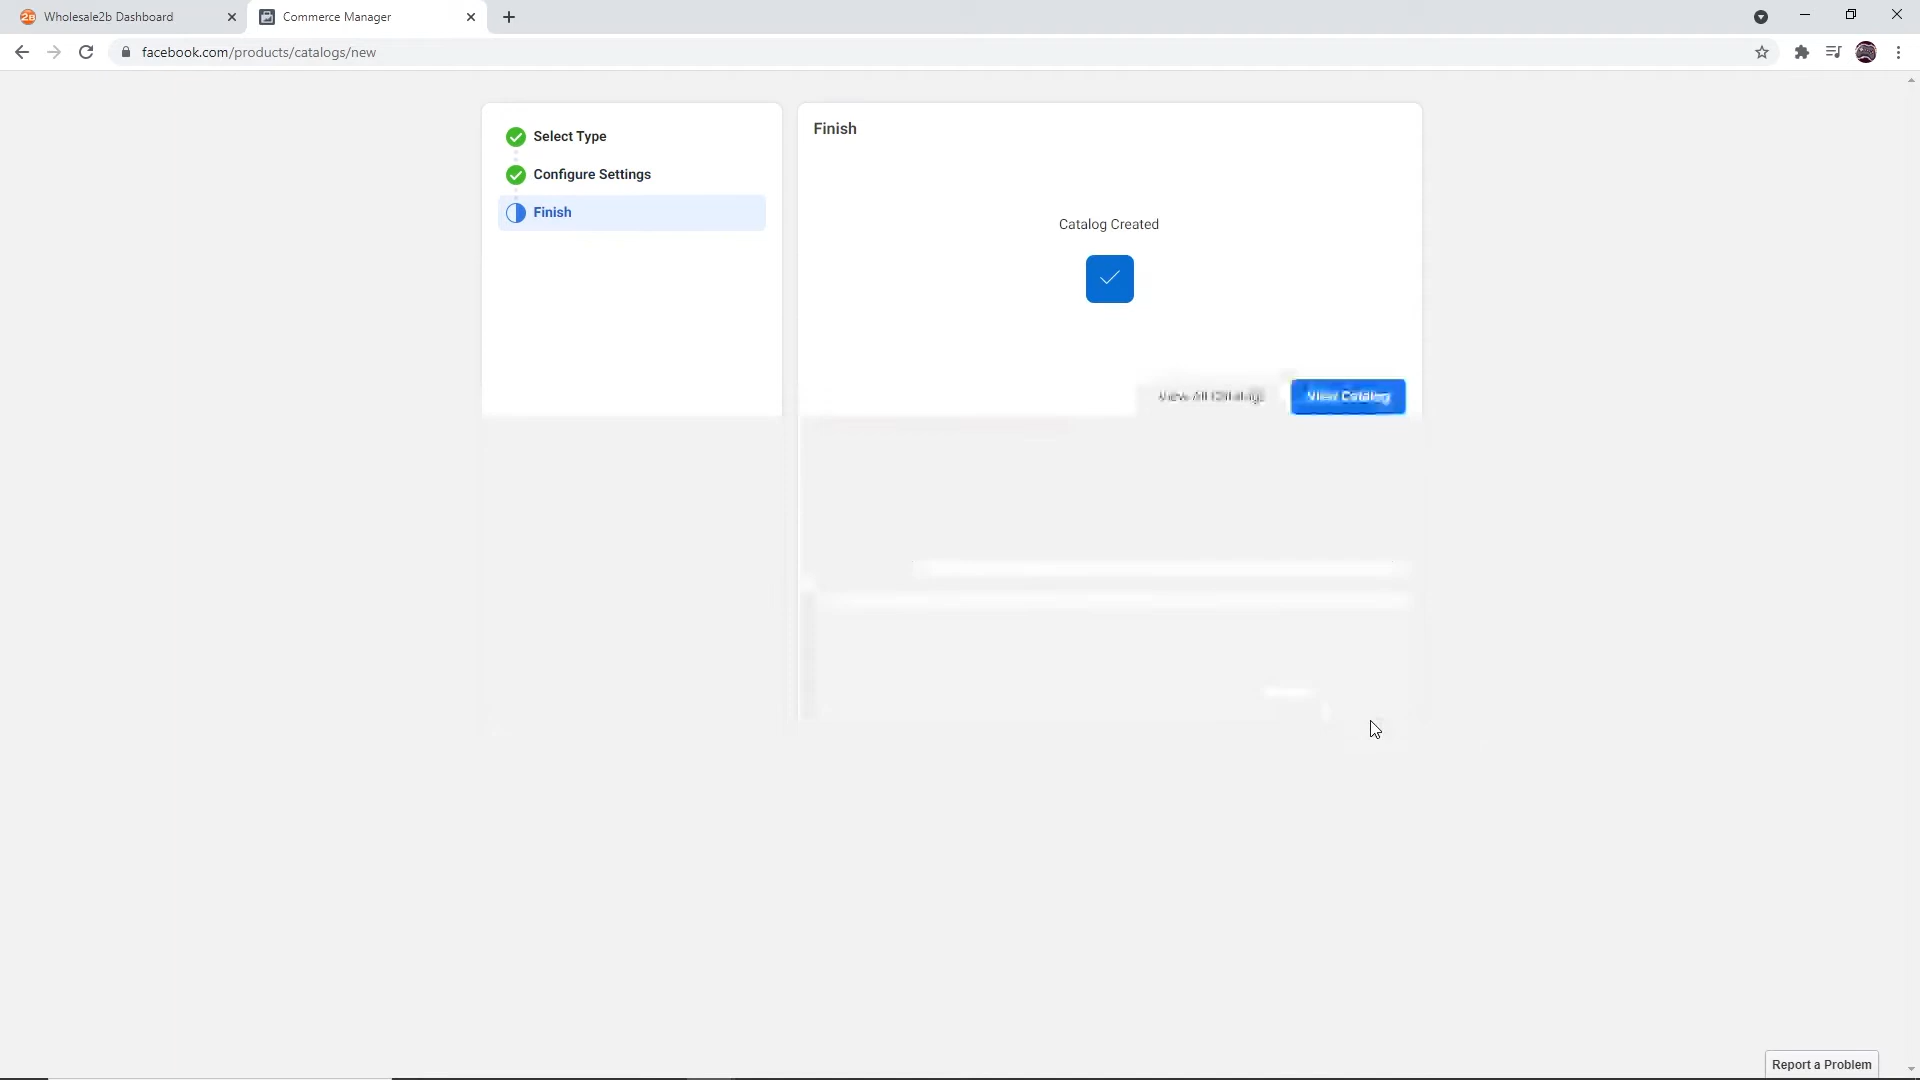 Wholesale2b Dashboard
Commerce Manager
facebook.com/products/catalogs/new
Select Type
Configure Settings
Finish
Finish
Catalog Created
View All
View Catalog
Report a Problem